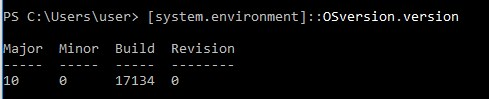 PS C:\Users\user> [system.environment]::OSversion.version
Major  Minor  Build  Revision
-----  -----  -----  --------
10     0      17134  0